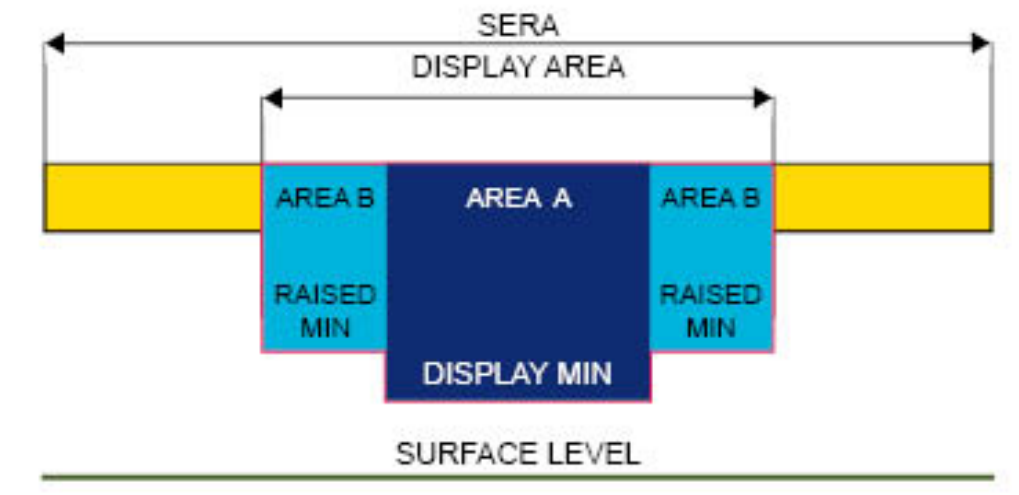 SERA
DISPLAY AREA
AREA B
AREA A
AREA B
RAISED
MIN
RAISED
MIN
DISPLAY MIN
SURFACE LEVEL